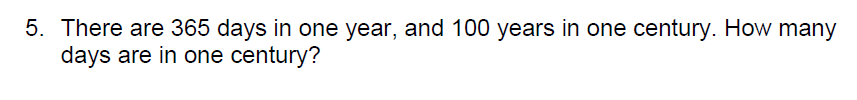 5. There are 365 days in one year, and 100 years in one century. How many
days are in one century?